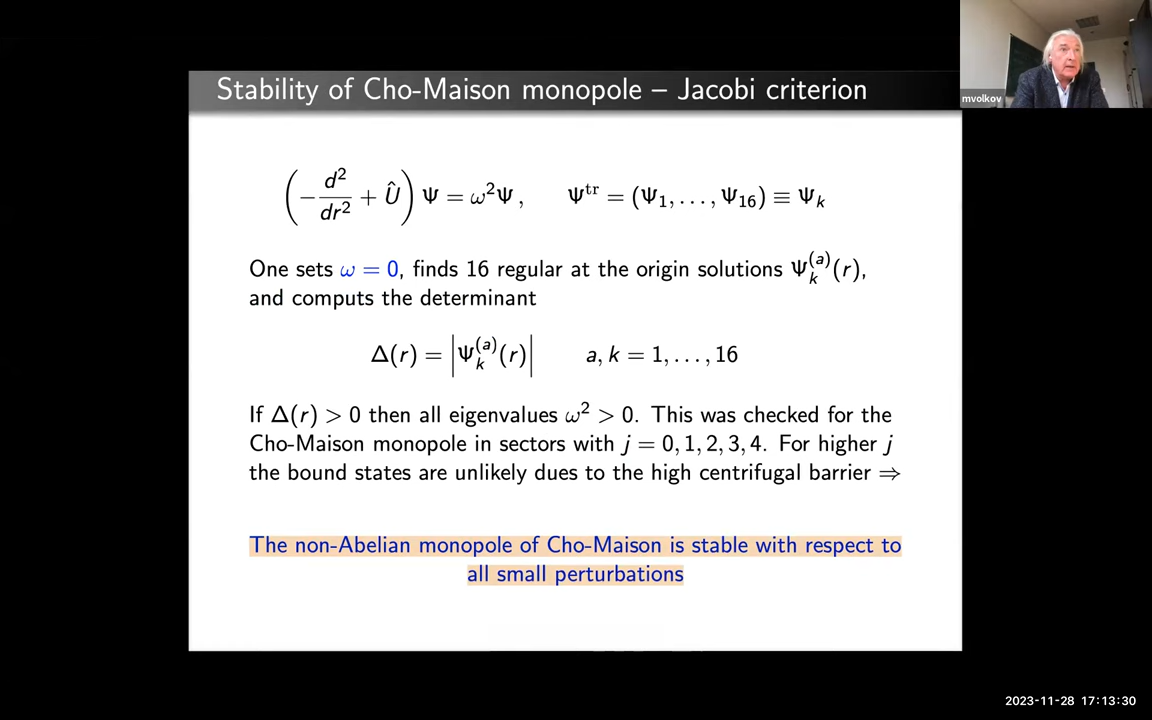 Stability of Cho-Maison monopole – Jacobi criterion
mvolkov
(−d²/dr² + Û) Ψ = ω²Ψ, Ψᵗʳ = (Ψ₁, . . . , Ψ₁₆) ≡ Ψₖ
One sets ω = 0, finds 16 regular at the origin solutions Ψₖ⁽ᵃ⁾(r),
and computes the determinant
Δ(r) = |Ψₖ⁽ᵃ⁾(r)| a, k = 1, . . . , 16
If Δ(r) > 0 then all eigenvalues ω² > 0. This was checked for the
Cho-Maison monopole in sectors with j = 0, 1, 2, 3, 4. For higher j
the bound states are unlikely dues to the high centrifugal barrier ⇒
The non-Abelian monopole of Cho-Maison is stable with respect to
all small perturbations
2023-11-28 17:13:30